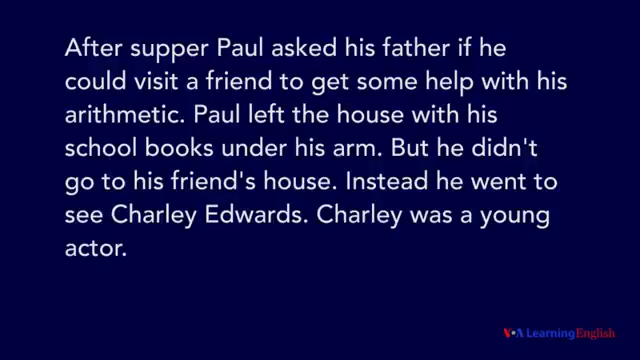 After supper Paul asked his father if he
could visit a friend to get some help with his
arithmetic. Paul left the house with his
school books under his arm. But he didn't
go to his friend's house. Instead he went to
see Charley Edwards. Charley was a young
actor.
VOA LearningEnglish